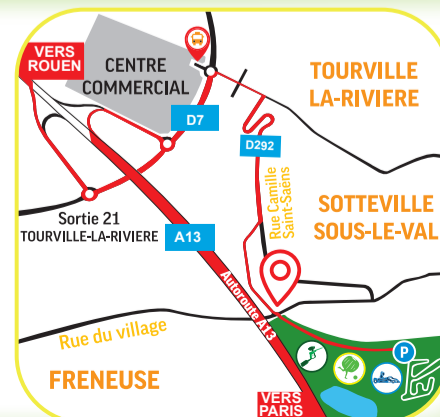 VERS
ROUEN
CENTRE
COMMERCIAL
TOURVILLE
LA-RIVIERE
D7
D292
Rue Camille
Saint-Saëns
SOTTEVILLE
SOUS-LE-VAL
Sortie 21
TOURVILLE-LA-RIVIERE
A13
Autoroute A13
Rue du village
P
FRENEUSE
VERS
PARIS